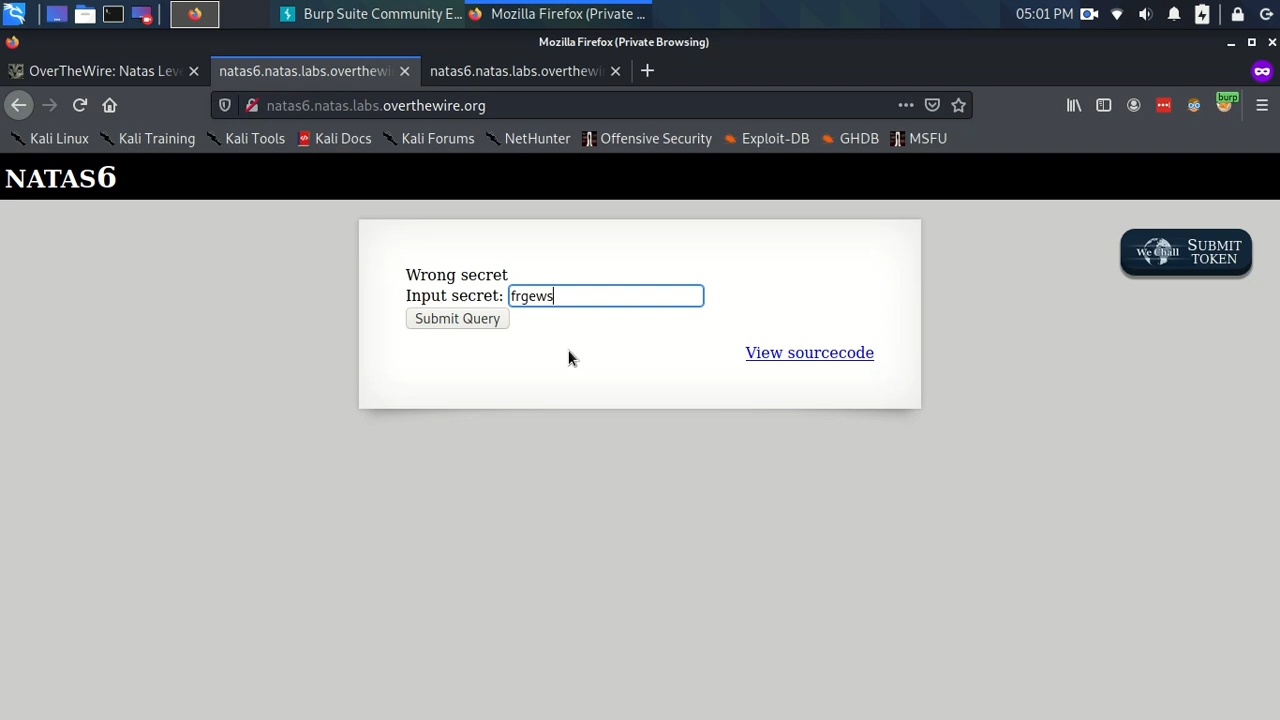 Burp Suite Community E...
Mozilla Firefox (Private ...
05:01 PM
Mozilla Firefox (Private Browsing)
OverTheWire: Natas Lev
natas6.natas.labs.overthewi
natas6.natas.labs.overthewi
natas6.natas.labs.overthewire.org
burp
Kali Linux
Kali Training
Kali Tools
Kali Docs
Kali Forums
NetHunter
Offensive Security
Exploit-DB
GHDB
MSFU
NATAS6
We Chall
SUBMIT
TOKEN
Wrong secret
Input secret: frgews
Submit Query
View sourcecode